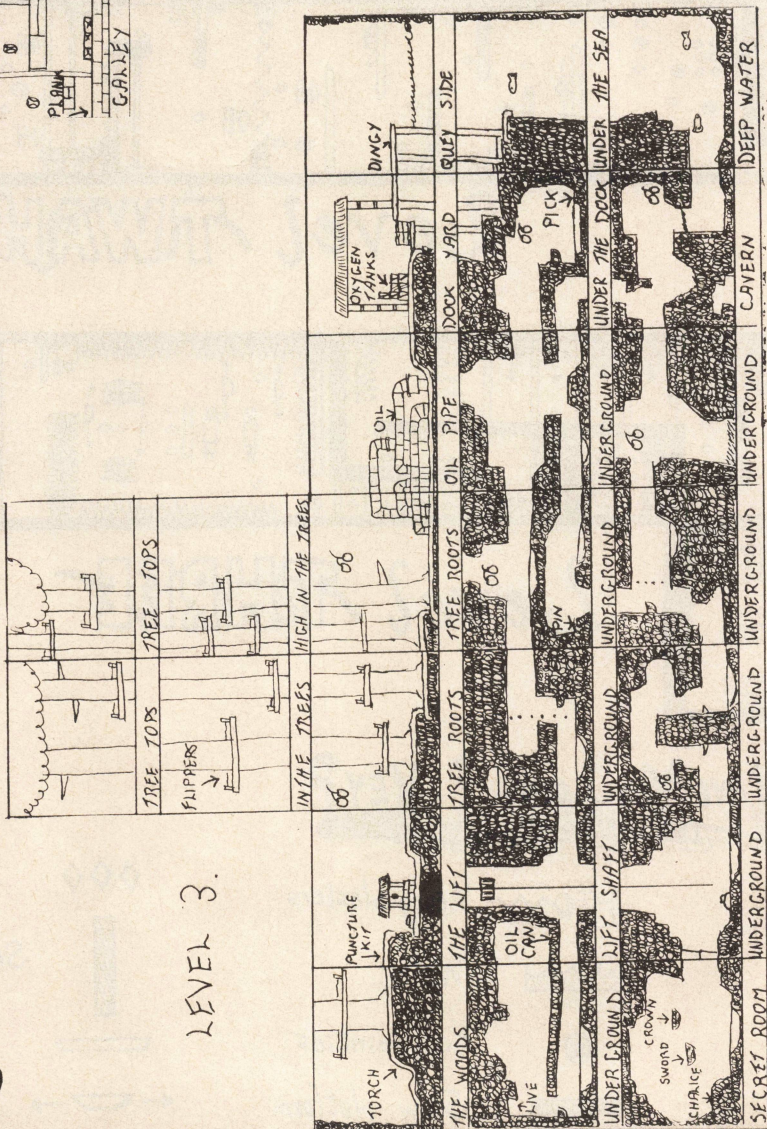 PLANK
GALLEY
LEVEL 3.
TREE TOPS
TREE TOPS
FLIPPERS
IN THE TREES
HIGH IN THE TREES
TORCH
PUNCTURE
KIT
OIL
OXYGEN
TANKS
DINGY
THE WOODS
THE LIFT
TREE ROOTS
TREE ROOTS
OIL PIPE
DOCK YARD
QUEY SIDE
LIVE
OIL
CAN
PIN
PICK
UNDER GROUND
LIFT SHAFT
UNDERGROUND
UNDERGROUND
UNDERGROUND
UNDER THE DOCK
UNDER THE SEA
CHARLICE
SWORD
CROWN
SECRET ROOM
UNDERGROUND
UNDERGROUND
UNDERGROUND
UNDERGROUND
CAVERN
DEEP WATER